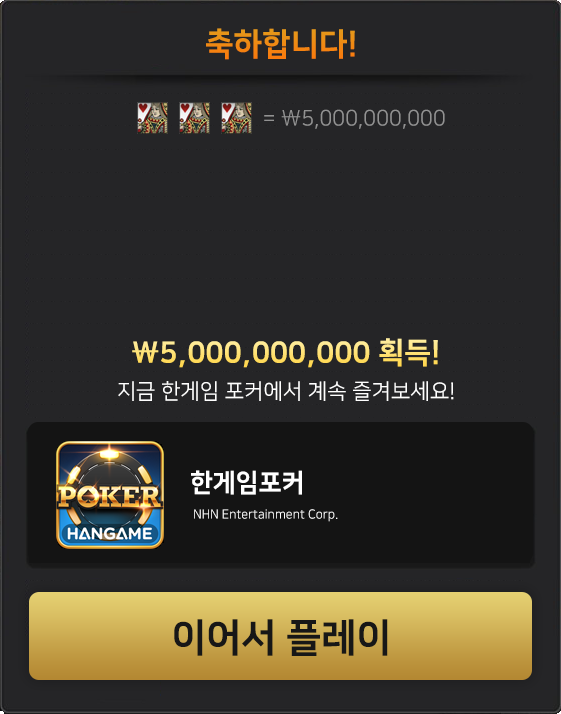 축하합니다!
= ₩5,000,000,000
₩5,000,000,000 획득!
지금 한게임 포커에서 계속 즐겨보세요!
POKER
HANGAME
한게임포커
NHN Entertainment Corp.
이어서 플레이